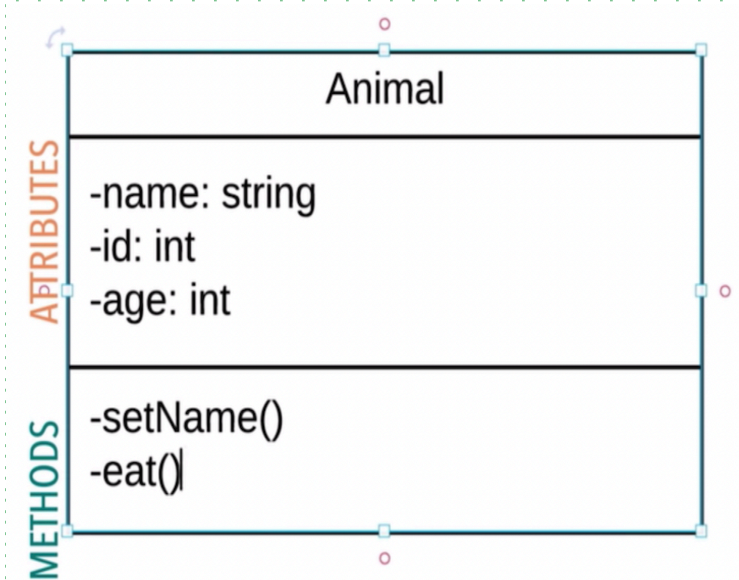 Animal
ATTRIBUTES
-name: string
-id: int
-age: int
METHODS
-setName()
-eat()